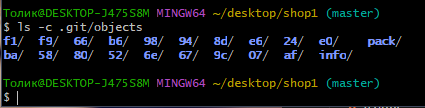 Толик@DESKTOP-J475S8M MINGW64 ~/desktop/shop1 (master)
$ ls -c .git/objects
f1/ f9/ 66/ b6/ 98/ 94/ 8d/ e6/ 24/ e0/ pack/
ba/ 58/ 80/ 52/ 6e/ 67/ 9c/ 07/ af/ info/
Толик@DESKTOP-J475S8M MINGW64 ~/desktop/shop1 (master)
$